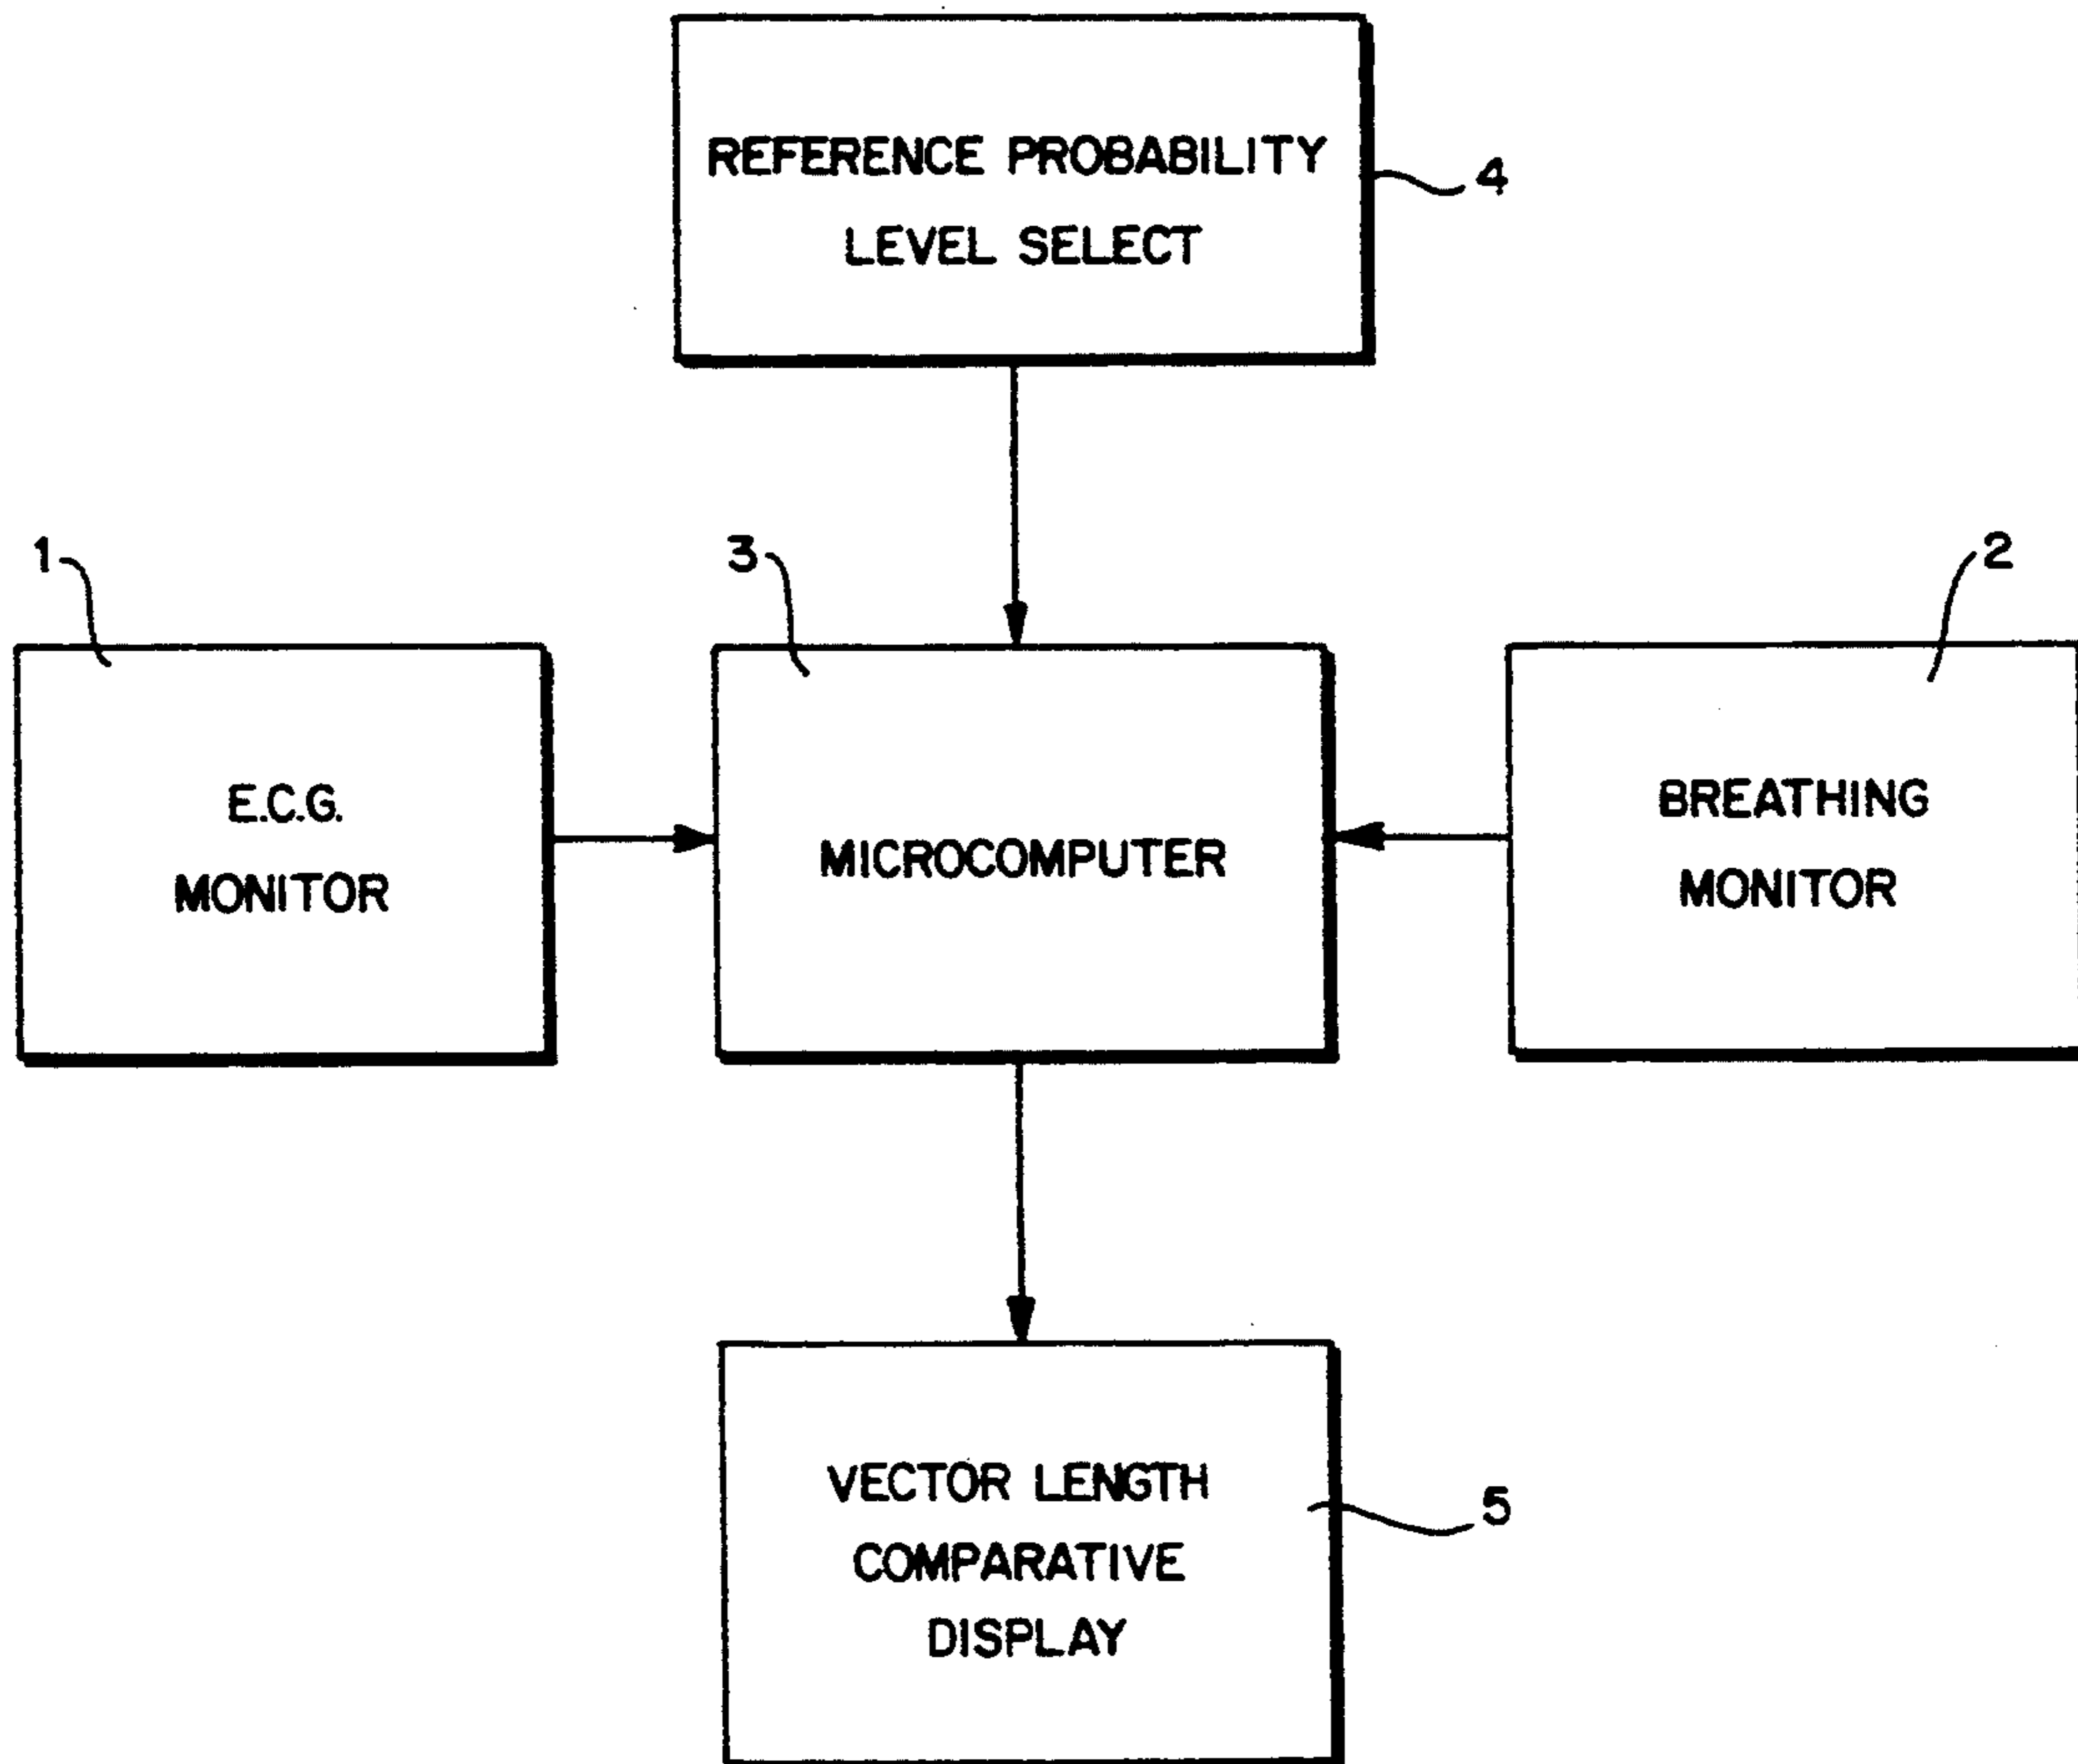 REFERENCE PROBABILITY
LEVEL SELECT
4
1
3
2
E.C.G.
MONITOR
MICROCOMPUTER
BREATHING
MONITOR
VECTOR LENGTH
COMPARATIVE
DISPLAY
5